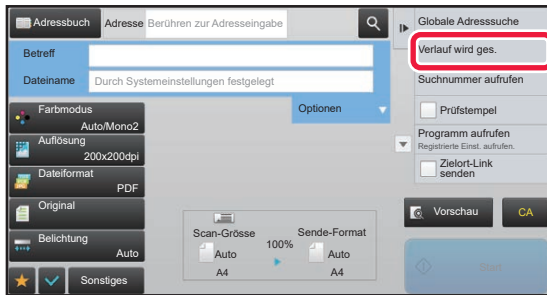 Adressbuch
Adresse
Berühren zur Adresseingabe
Betreff
Dateiname
Durch Systemeinstellungen festgelegt
Optionen
Farbmodus
Auto/Mono2
Auflösung
200x200dpi
Dateiformat
PDF
Original
Belichtung
Auto
Sonstiges
Scan-Grösse
Auto
A4
100%
Sende-Format
Auto
A4
Globale Adresssuche
Verlauf wird ges.
Suchnummer aufrufen
Prüfstempel
Programm aufrufen
Registrierte Einst. aufrufen.
Zielort-Link
senden
Vorschau
CA
Start